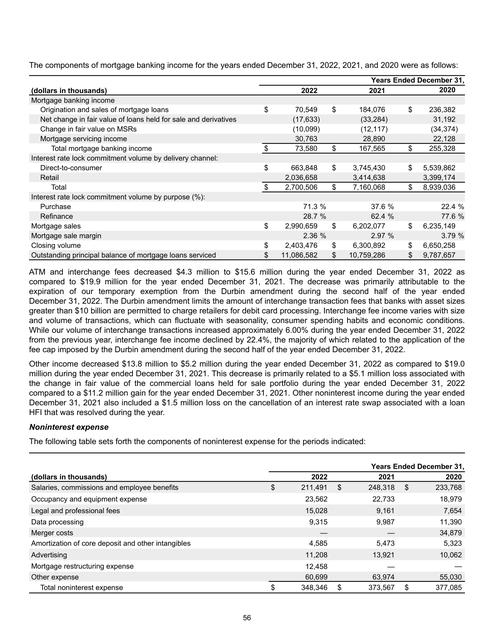 The components of mortgage banking income for the years ended December 31, 2022, 2021, and 2020 were as follows:
Years Ended December 31,
(dollars in thousands) 2022 2021 2020
Mortgage banking income
Origination and sales of mortgage loans $ 70,549 $ 184,076 $ 236,382
Net change in fair value of loans held for sale and derivatives (17,633) (33,284) 31,192
Change in fair value on MSRs (10,099) (12,117) (34,374)
Mortgage servicing income 30,763 28,890 22,128
Total mortgage banking income $ 73,580 $ 167,565 $ 255,328
Interest rate lock commitment volume by delivery channel:
Direct-to-consumer $ 663,848 $ 3,745,430 $ 5,539,862
Retail 2,036,658 3,414,638 3,399,174
Total $ 2,700,506 $ 7,160,068 $ 8,939,036
Interest rate lock commitment volume by purpose (%):
Purchase 71.3 % 37.6 % 22.4 %
Refinance 28.7 % 62.4 % 77.6 %
Mortgage sales $ 2,990,659 $ 6,202,077 $ 6,235,149
Mortgage sale margin 2.36 % 2.97 % 3.79 %
Closing volume $ 2,403,476 $ 6,300,892 $ 6,650,258
Outstanding principal balance of mortgage loans serviced $ 11,086,582 $ 10,759,286 $ 9,787,657
ATM and interchange fees decreased $4.3 million to $15.6 million during the year ended December 31, 2022 as
compared to $19.9 million for the year ended December 31, 2021. The decrease was primarily attributable to the
expiration of our temporary exemption from the Durbin amendment during the second half of the year ended
December 31, 2022. The Durbin amendment limits the amount of interchange transaction fees that banks with asset sizes
greater than $10 billion are permitted to charge retailers for debit card processing. Interchange fee income varies with size
and volume of transactions, which can fluctuate with seasonality, consumer spending habits and economic conditions.
While our volume of interchange transactions increased approximately 6.00% during the year ended December 31, 2022
from the previous year, interchange fee income declined by 22.4%, the majority of which related to the application of the
fee cap imposed by the Durbin amendment during the second half of the year ended December 31, 2022.
Other income decreased $13.8 million to $5.2 million during the year ended December 31, 2022 as compared to $19.0
million during the year ended December 31, 2021. This decrease is primarily related to a $5.1 million loss associated with
the change in fair value of the commercial loans held for sale portfolio during the year ended December 31, 2022
compared to a $11.2 million gain for the year ended December 31, 2021. Other noninterest income during the year ended
December 31, 2021 also included a $1.5 million loss on the cancellation of an interest rate swap associated with a loan
HFI that was resolved during the year.
Noninterest expense
The following table sets forth the components of noninterest expense for the periods indicated:
Years Ended December 31,
(dollars in thousands) 2022 2021 2020
Salaries, commissions and employee benefits $ 211,491 $ 248,318 $ 233,768
Occupancy and equipment expense 23,562 22,733 18,979
Legal and professional fees 15,028 9,161 7,654
Data processing 9,315 9,987 11,390
Merger costs — — 34,879
Amortization of core deposit and other intangibles 4,585 5,473 5,323
Advertising 11,208 13,921 10,062
Mortgage restructuring expense 12,458 — —
Other expense 60,699 63,974 55,030
Total noninterest expense $ 348,346 $ 373,567 $ 377,085
56